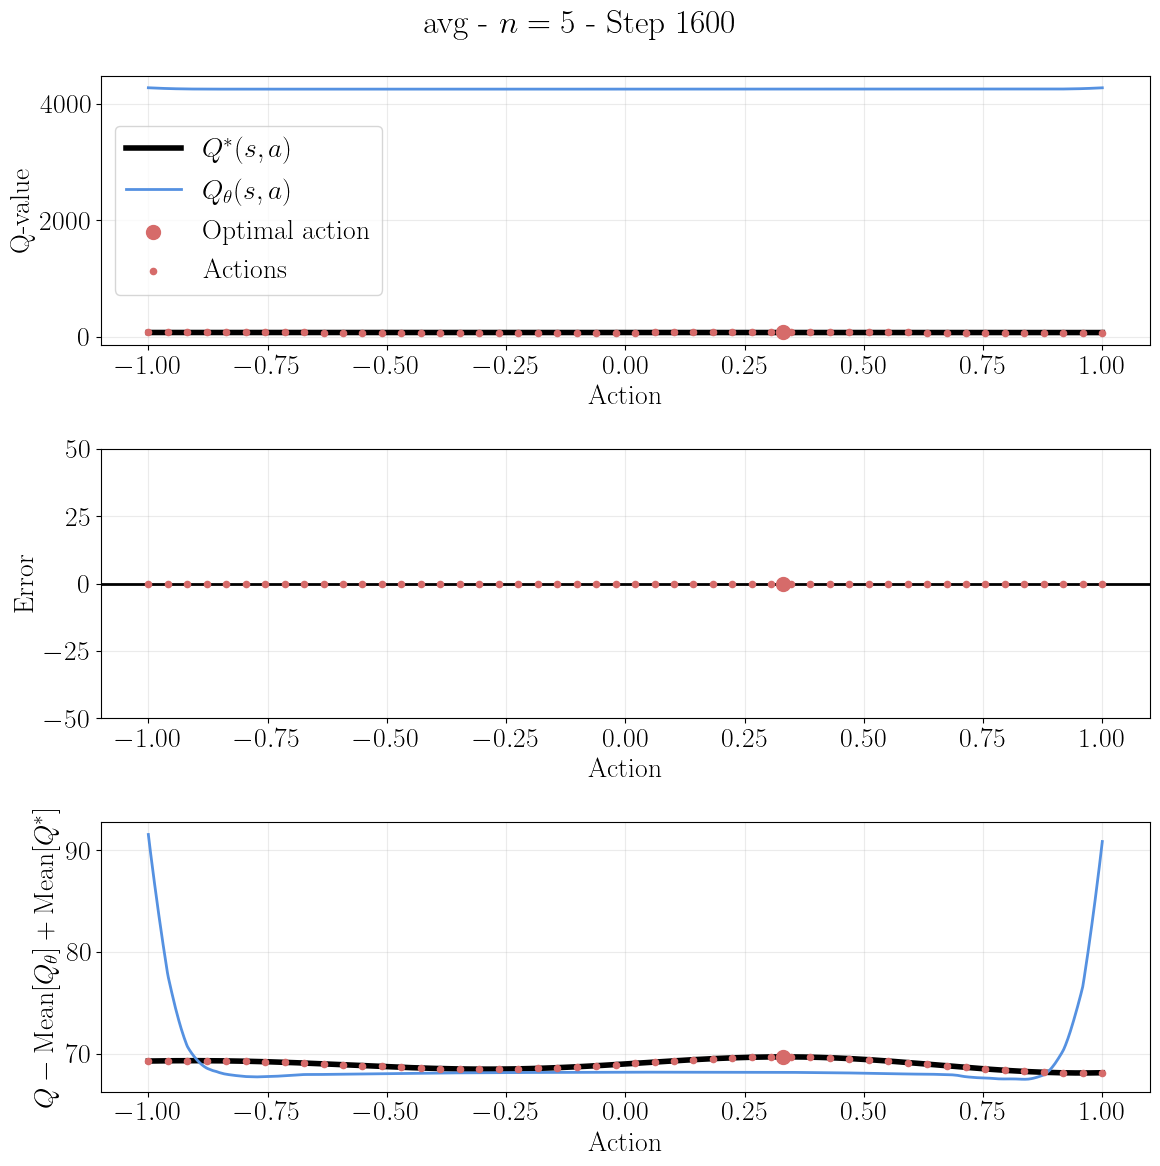 avg - n = 5 - Step 1600
Q-value
4000
2000
0
Q*(s, a)
Qθ(s, a)
Optimal action
Actions
−1.00 −0.75 −0.50 −0.25 0.00 0.25 0.50 0.75 1.00
Action
Error
50
25
0
−25
−50
−1.00 −0.75 −0.50 −0.25 0.00 0.25 0.50 0.75 1.00
Action
Q − Mean[Qθ] + Mean[Q*]
90
80
70
−1.00 −0.75 −0.50 −0.25 0.00 0.25 0.50 0.75 1.00
Action